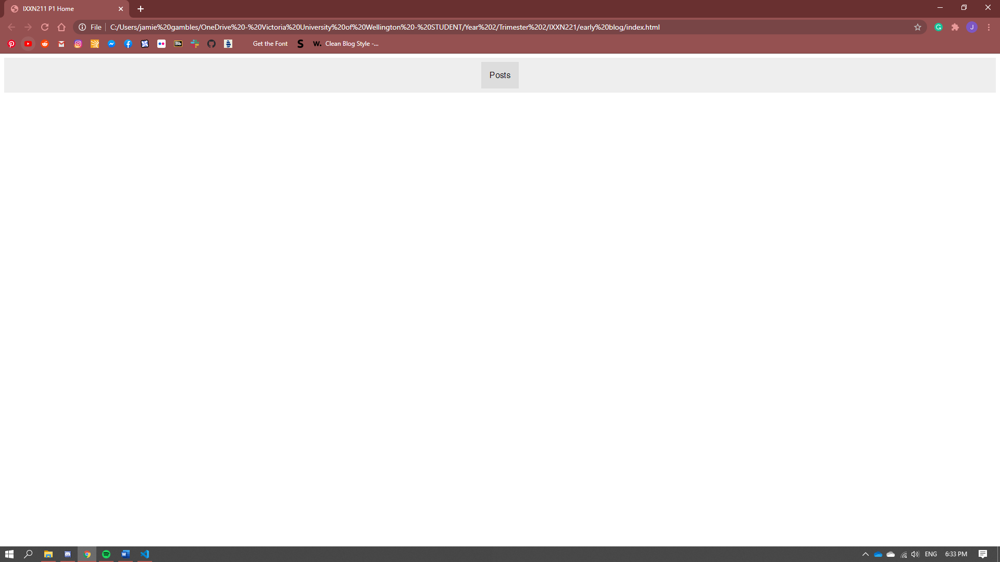 IXXN211 P1 Home
File
C:/Users/jamie%20gambles/OneDrive%20-%20Victoria%20University%20of%20Wellington%20-%20STUDENT/Year%202/Trimester%202/IXXN221/early%20blog/index.html
J
Bb
Get the Font
S
W.
Clean Blog Style -...
Posts
W
ENG
6:33 PM